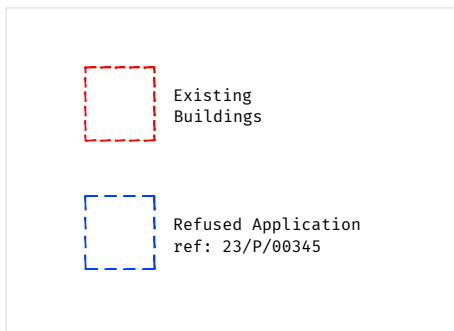 Existing
Buildings
Refused Application
ref: 23/P/00345